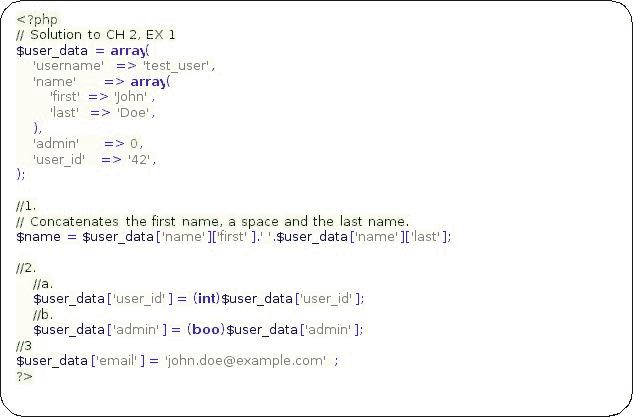 <?php
// Solution to CH 2, EX 1
$user_data = array(
    'username' => 'test_user',
    'name' => array(
        'first' => 'John' ,
        'last' => 'Doe',
    ),
    'admin' => 0,
    'user_id' => '42',
);

//1.
// Concatenates the first name, a space and the last name.
$name = $user_data['name']['first' ].' '.$user_data['name']['last'];

//2.
    //a.
    $user_data['user_id'] = (int)$user_data['user_id'];
    //b.
    $user_data['admin'] = (boo)$user_data['admin'];
//3
$user_data['email'] = 'john.doe@example.com' ;
?>